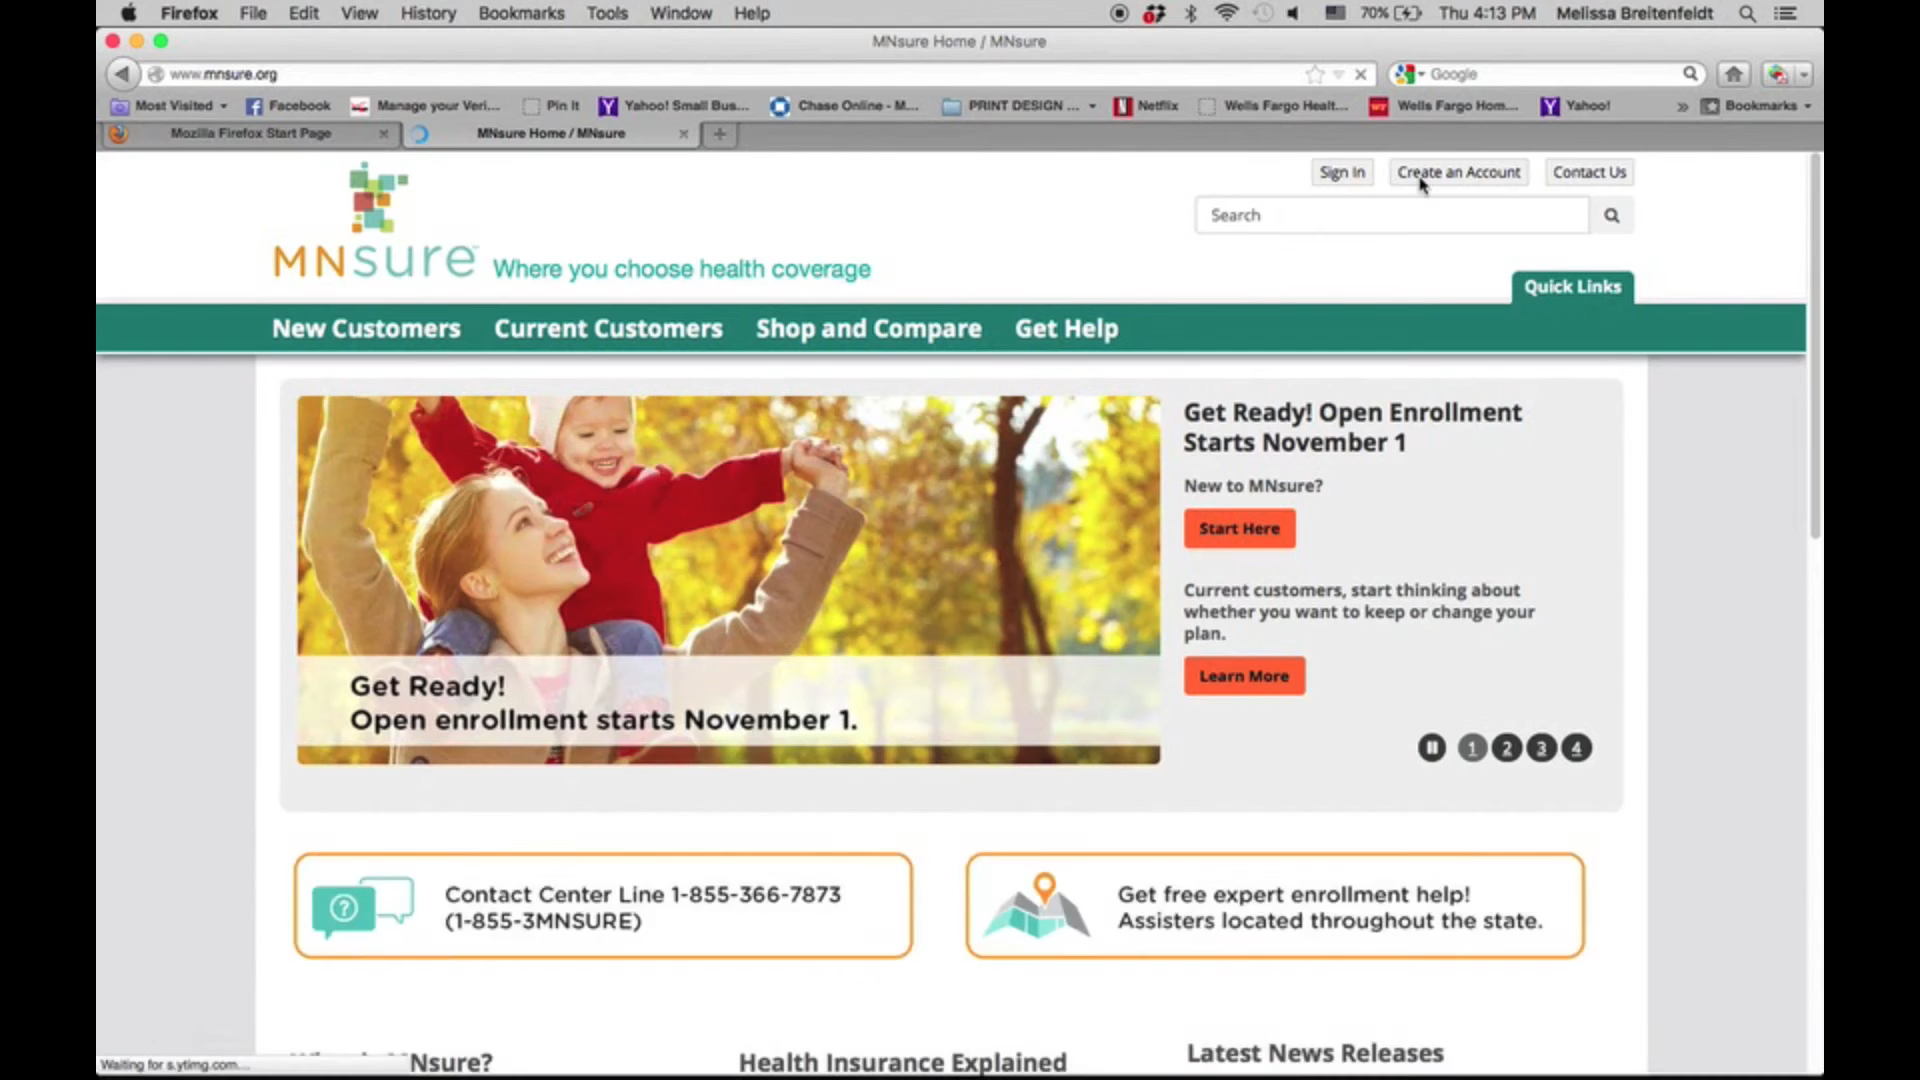 Firefox File Edit View History Bookmarks Tools Window Help 70% Thu 4:13 PM Melissa Breitenfeldt
MNsure Home / MNsure
www.mnsure.org Google
Most Visited Facebook Manage your Veri... Pin It Yahoo! Small Bus... Chase Online - M... PRINT DESIGN ... Netflix Wells Fargo Healt... Wells Fargo Hom... Yahoo! » Bookmarks
Mozilla Firefox Start Page MNsure Home / MNsure
Sign In Create an Account Contact Us
Search
MNsure Where you choose health coverage
Quick Links
New Customers Current Customers Shop and Compare Get Help
Get Ready! Open Enrollment
Starts November 1
New to MNsure?
Start Here
Current customers, start thinking about
whether you want to keep or change your
plan.
Learn More
Get Ready!
Open enrollment starts November 1.
1 2 3 4
Contact Center Line 1-855-366-7873
(1-855-3MNSURE)
Get free expert enrollment help!
Assisters located throughout the state.
Nsure? Health Insurance Explained Latest News Releases
Waiting for s.ytimg.com...